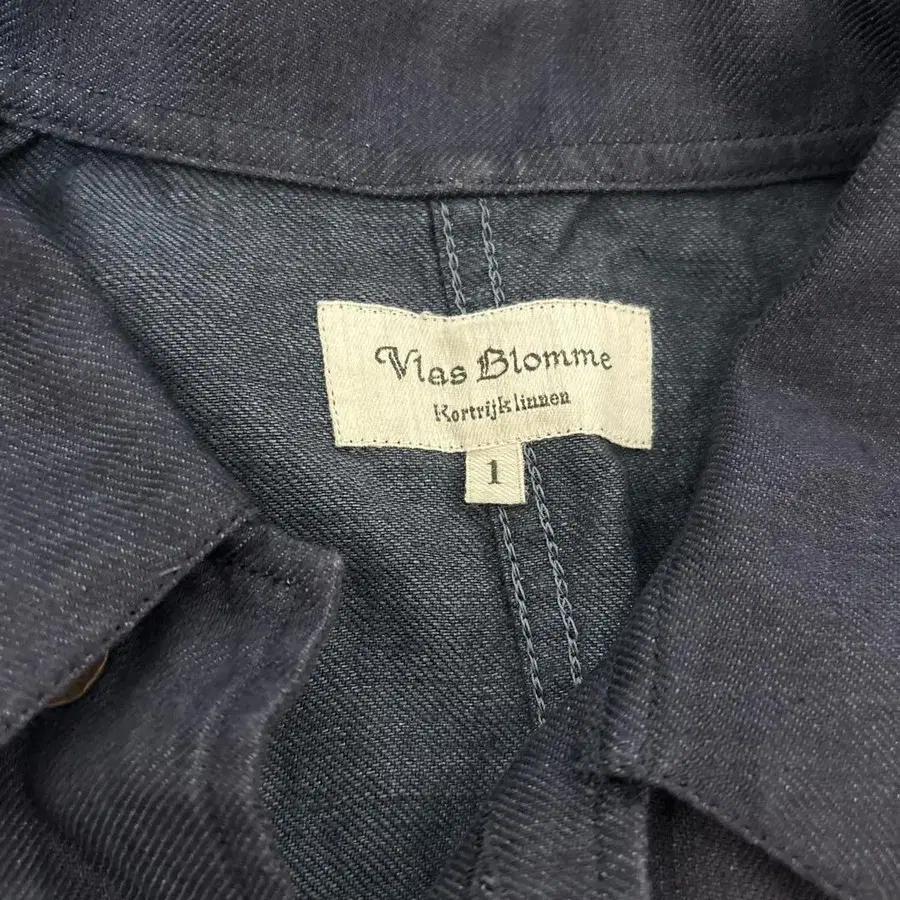 Vlas Blomme
Kortrijk linnen
1